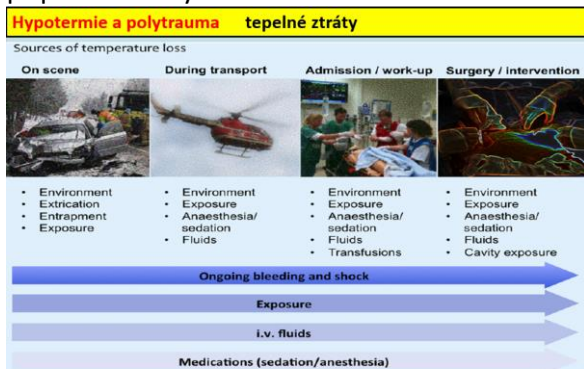 Hypotermie a polytrauma tepelné ztráty
Sources of temperature loss
On scene
During transport
Admission / work-up
Surgery / intervention
• Environment
• Extrication
• Entrapment
• Exposure
• Environment
• Exposure
• Anaesthesia/
sedation
• Fluids
• Environment
• Exposure
• Anaesthesia/
sedation
• Fluids
• Transfusions
• Environment
• Exposure
• Anaesthesia/
sedation
• Fluids
• Cavity exposure
Ongoing bleeding and shock
Exposure
i.v. fluids
Medications (sedation/anesthesia)